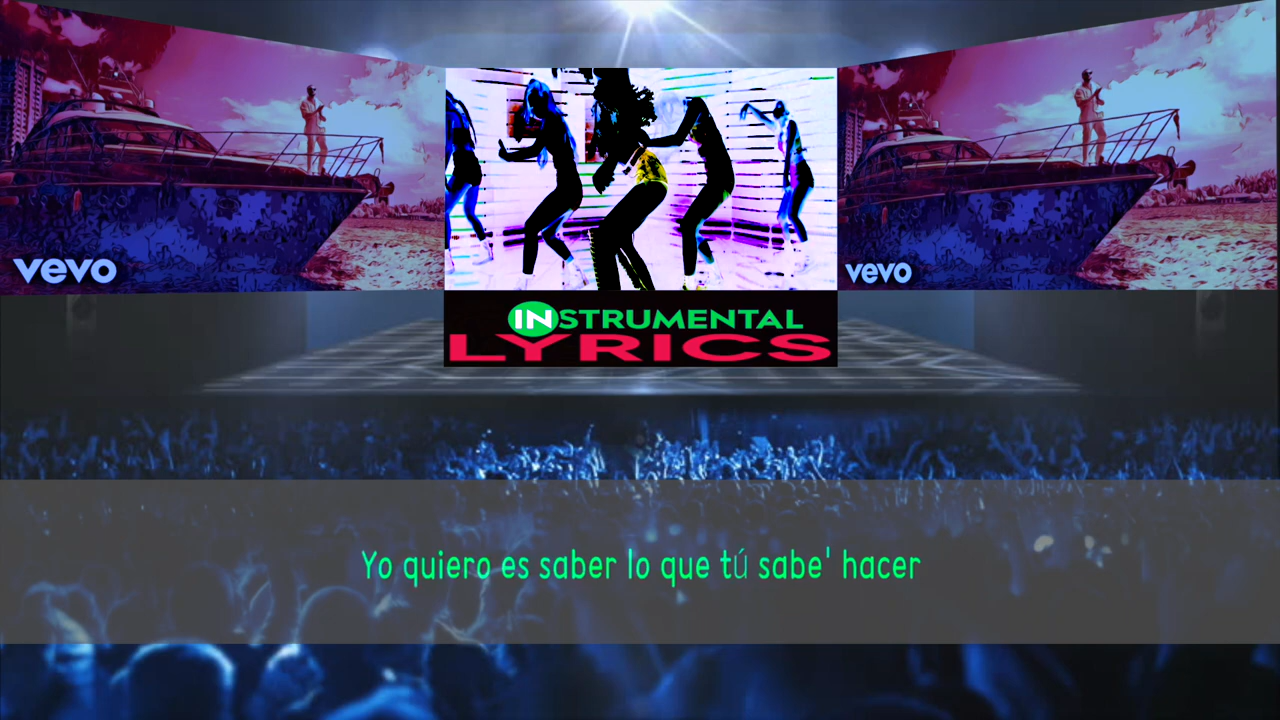 vevo
vevo
INSTRUMENTAL
LYRICS
Yo quiero es saber lo que tú sabe' hacer